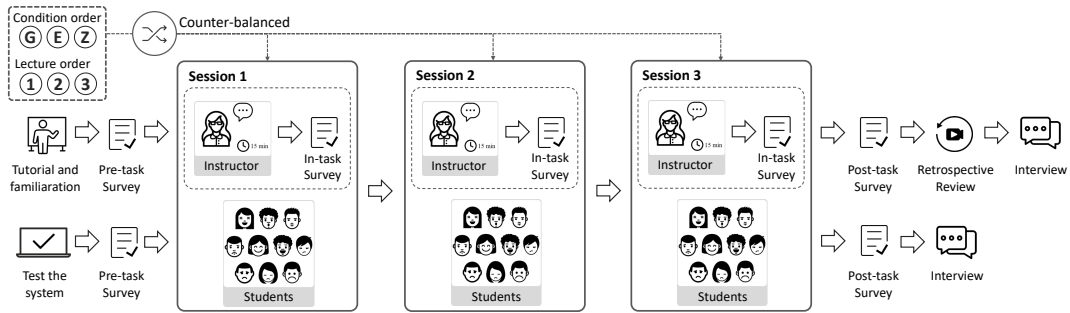 Condition order
G E Z
Lecture order
1 2 3
Counter-balanced
Session 1
Session 2
Session 3
15 min
Instructor
In-task
Survey
15 min
Instructor
In-task
Survey
15 min
Instructor
In-task
Survey
Tutorial and
familiaration
Pre-task
Survey
Post-task
Survey
Retrospective
Review
Interview
Test the
system
Pre-task
Survey
Students
Students
Students
Post-task
Survey
Interview